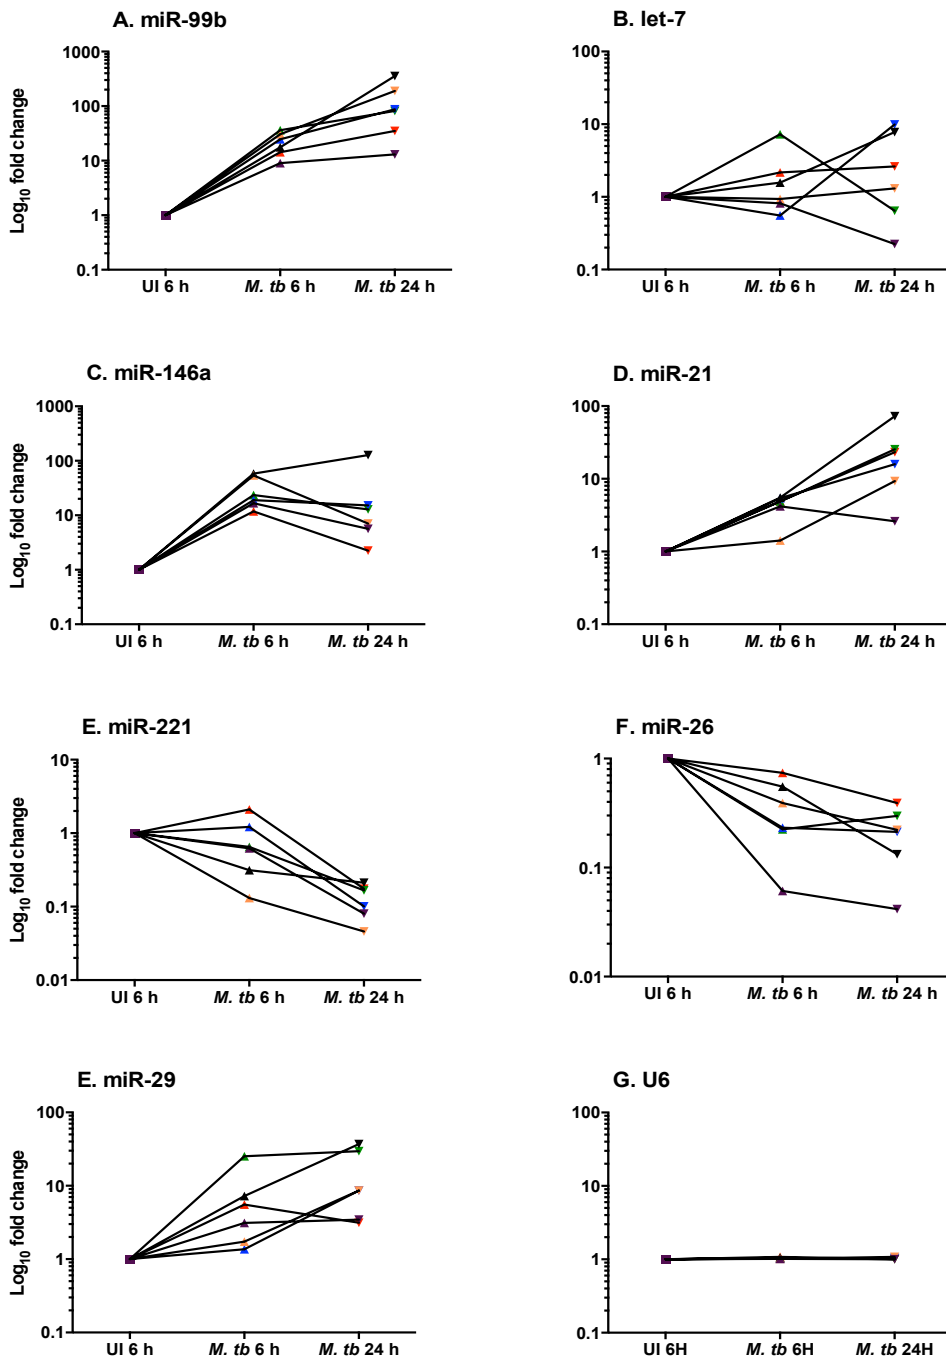 A. miR-99b
Log10 fold change
1000
100
10
1
0.1
UI 6 h M. tb 6 h M. tb 24 h
B. let-7
100
10
1
0.1
UI 6 h M. tb 6 h M. tb 24 h
C. miR-146a
Log10 fold change
1000
100
10
1
0.1
UI 6 h M. tb 6 h M. tb 24 h
D. miR-21
100
10
1
0.1
UI 6 h M. tb 6 h M. tb 24 h
E. miR-221
Log10 fold change
10
1
0.1
0.01
UI 6 h M. tb 6 h M. tb 24 h
F. miR-26
1
0.1
0.01
UI 6 h M. tb 6 h M. tb 24 h
E. miR-29
Log10 fold change
100
10
1
0.1
UI 6 h M. tb 6 h M. tb 24 h
G. U6
100
10
1
0.1
UI 6H M. tb 6H M. tb 24H